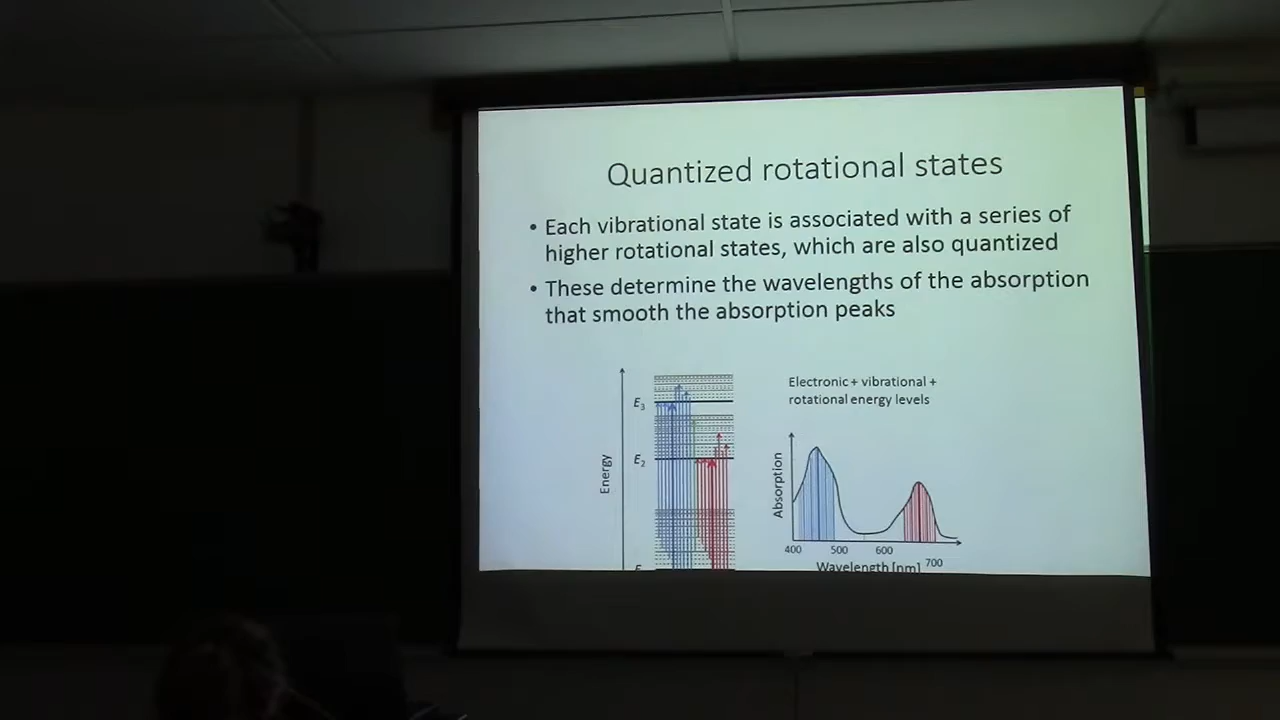 Quantized rotational states
• Each vibrational state is associated with a series of
higher rotational states, which are also quantized
• These determine the wavelengths of the absorption
that smooth the absorption peaks
Electronic + vibrational +
rotational energy levels
E3
E2
E
Energy
Absorption
400 500 600 700
Wavelength [nm]